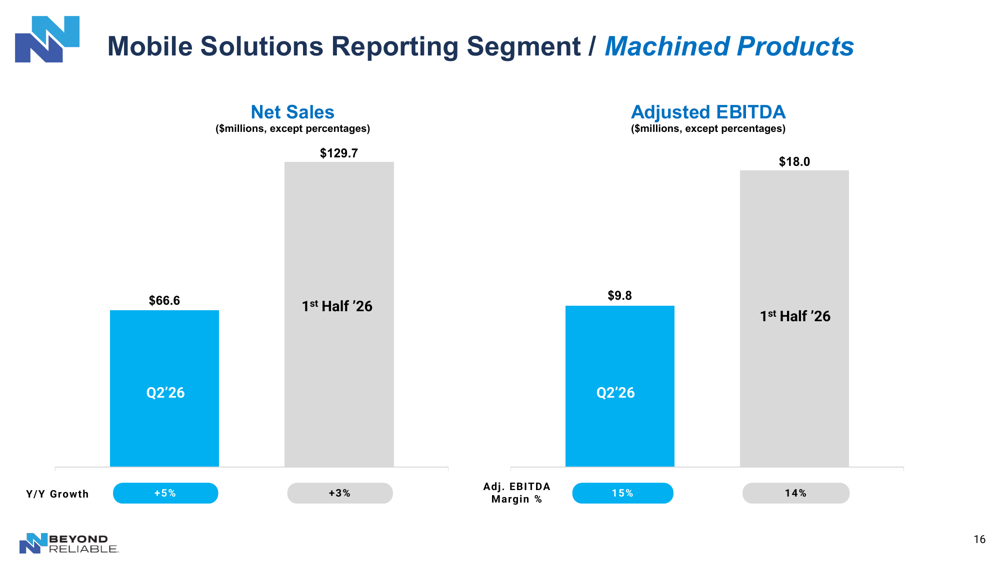 Mobile Solutions Reporting Segment / Machined Products
Net Sales
($millions, except percentages)
$129.7
$66.6
1st Half ’26
Q2’26
Y/Y Growth
+5%
+3%
Adjusted EBITDA
($millions, except percentages)
$18.0
$9.8
1st Half ’26
Q2’26
Adj. EBITDA
Margin %
15%
14%
BEYOND
RELIABLE
16